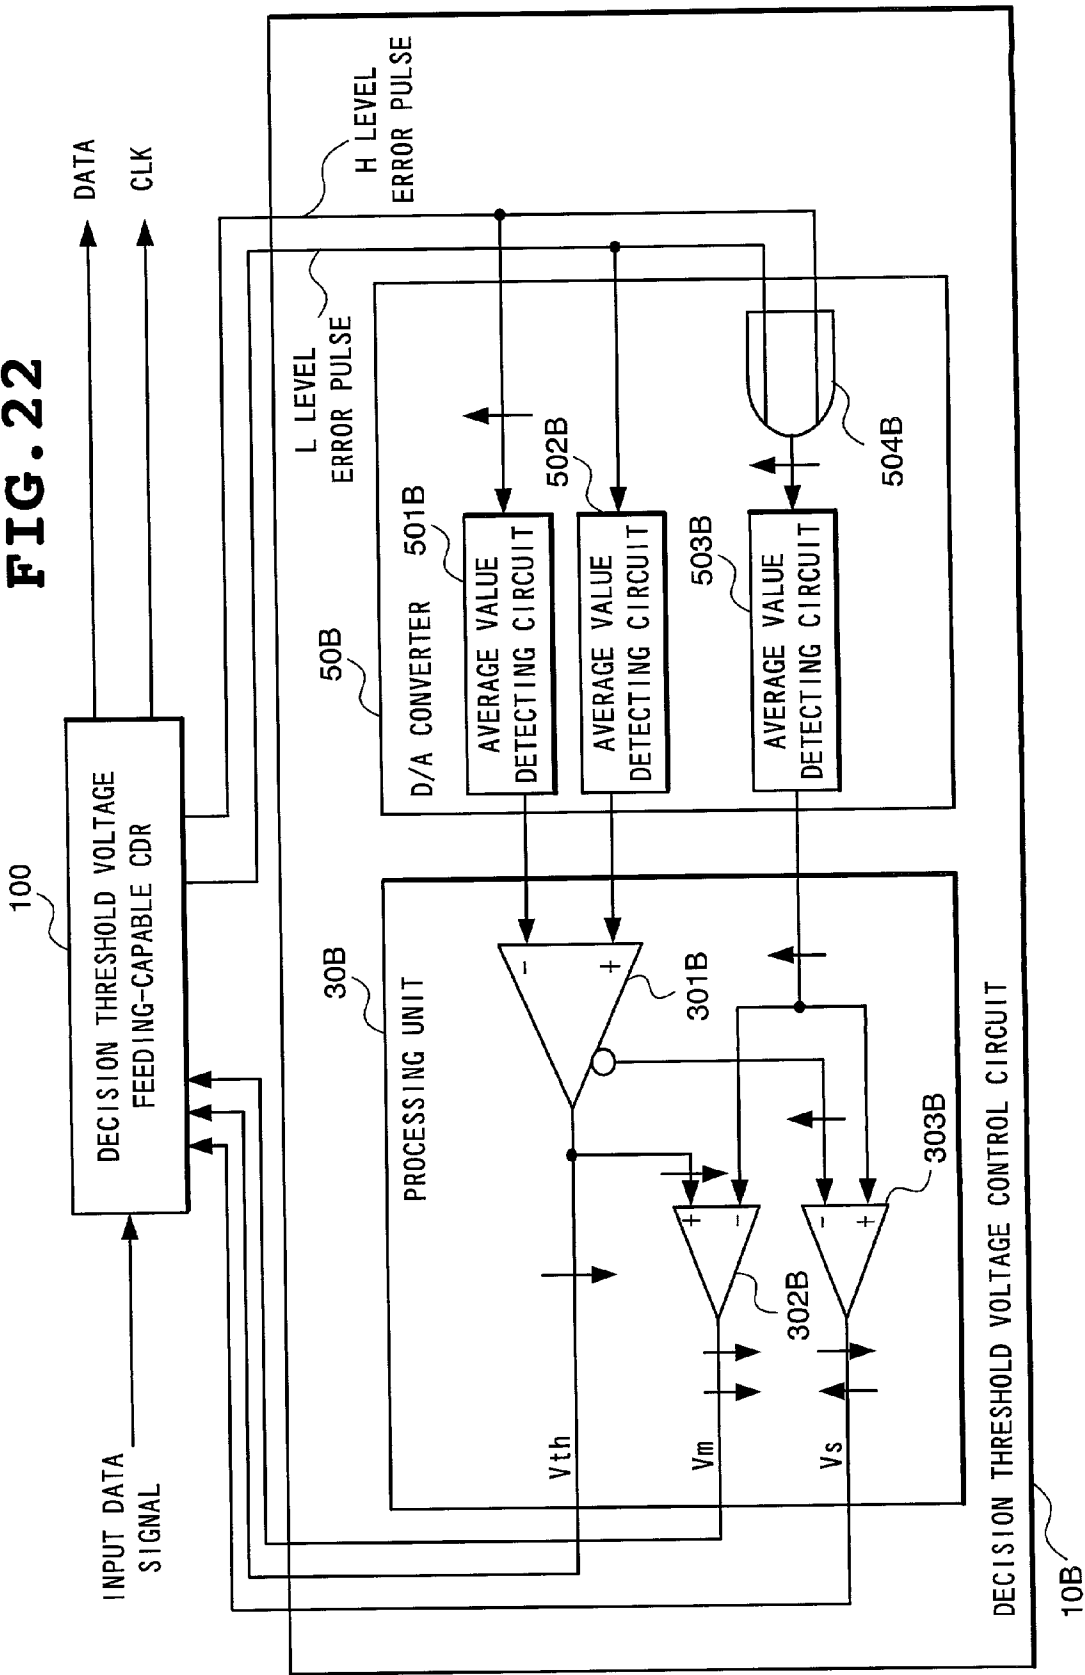 FIG.22
100
DECISION THRESHOLD VOLTAGE
FEEDING-CAPABLE CDR
INPUT DATA
SIGNAL
DATA
CLK
H LEVEL
ERROR PULSE
L LEVEL
ERROR PULSE
30B
PROCESSING UNIT
-
+
301B
+
-
302B
-
+
303B
Vth
Vm
Vs
50B
D/A CONVERTER
501B
AVERAGE VALUE
DETECTING CIRCUIT
502B
AVERAGE VALUE
DETECTING CIRCUIT
503B
AVERAGE VALUE
DETECTING CIRCUIT
504B
DECISION THRESHOLD VOLTAGE CONTROL CIRCUIT
10B